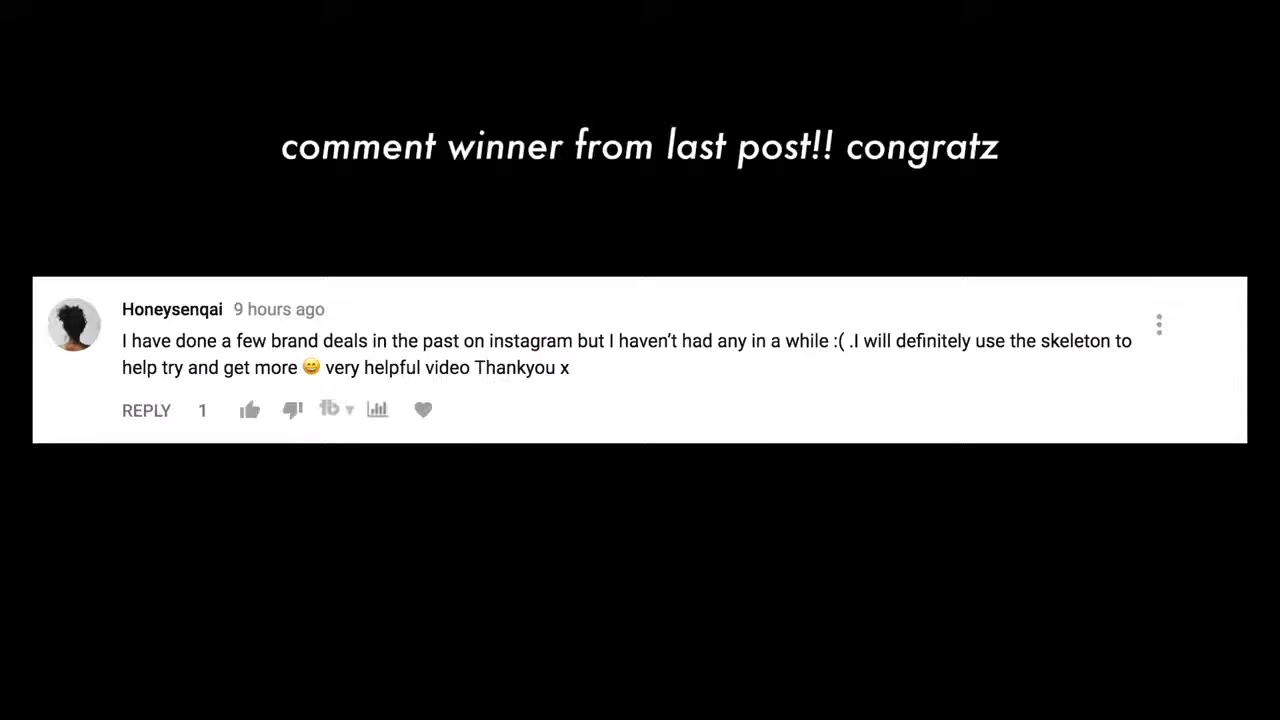 comment winner from last post!! congratz
Honeysenqai 9 hours ago
I have done a few brand deals in the past on instagram but I haven’t had any in a while :( .I will definitely use the skeleton to
help try and get more 😄 very helpful video Thankyou x
REPLY 1